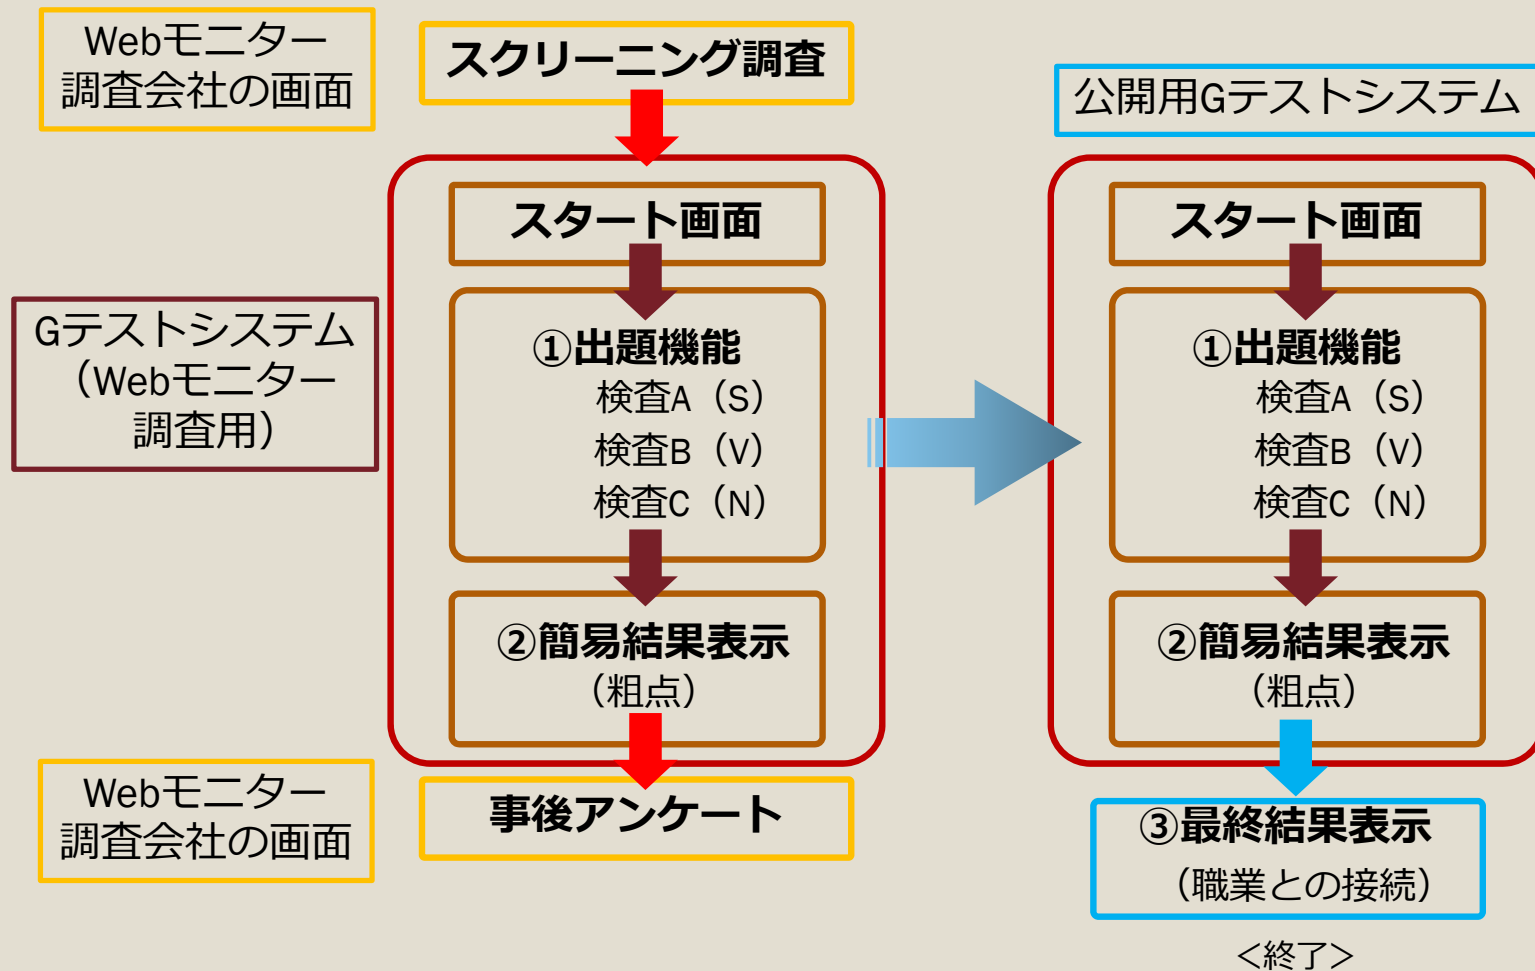 Webモニター
調査会社の画面
スクリーニング調査
スタート画面
Gテストシステム
（Webモニター
調査用）
①出題機能
検査A（S）
検査B（V）
検査C（N）
②簡易結果表示
（粗点）
Webモニター
調査会社の画面
事後アンケート
公開用Gテストシステム
スタート画面
①出題機能
検査A（S）
検査B（V）
検査C（N）
②簡易結果表示
（粗点）
③最終結果表示
（職業との接続）
＜終了＞